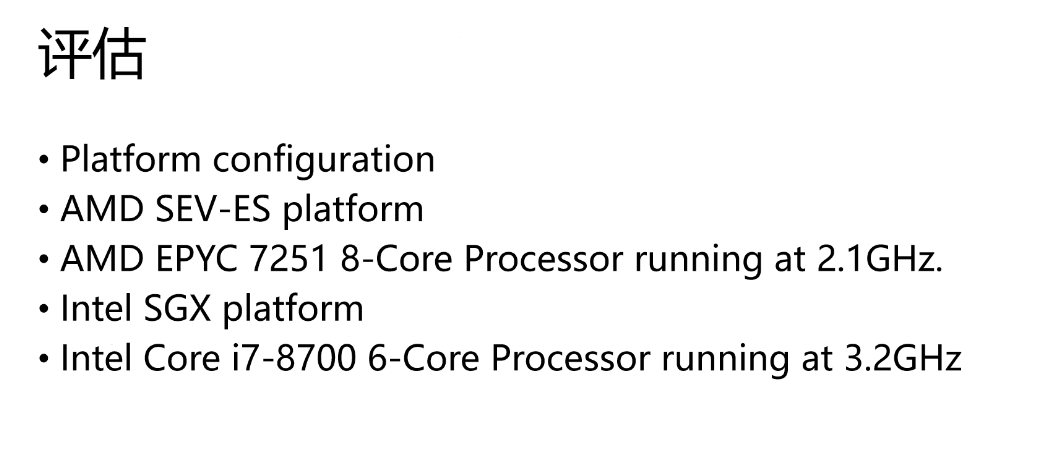 评估
• Platform configuration
• AMD SEV-ES platform
• AMD EPYC 7251 8-Core Processor running at 2.1GHz.
• Intel SGX platform
• Intel Core i7-8700 6-Core Processor running at 3.2GHz